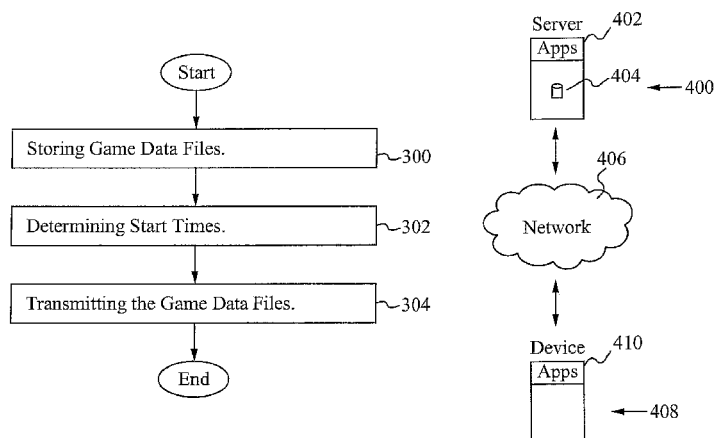 Start
Storing Game Data Files.
300
Determining Start Times.
302
Transmitting the Game Data Files.
304
End
Server
402
Apps
404
400
406
Network
Device
410
Apps
408